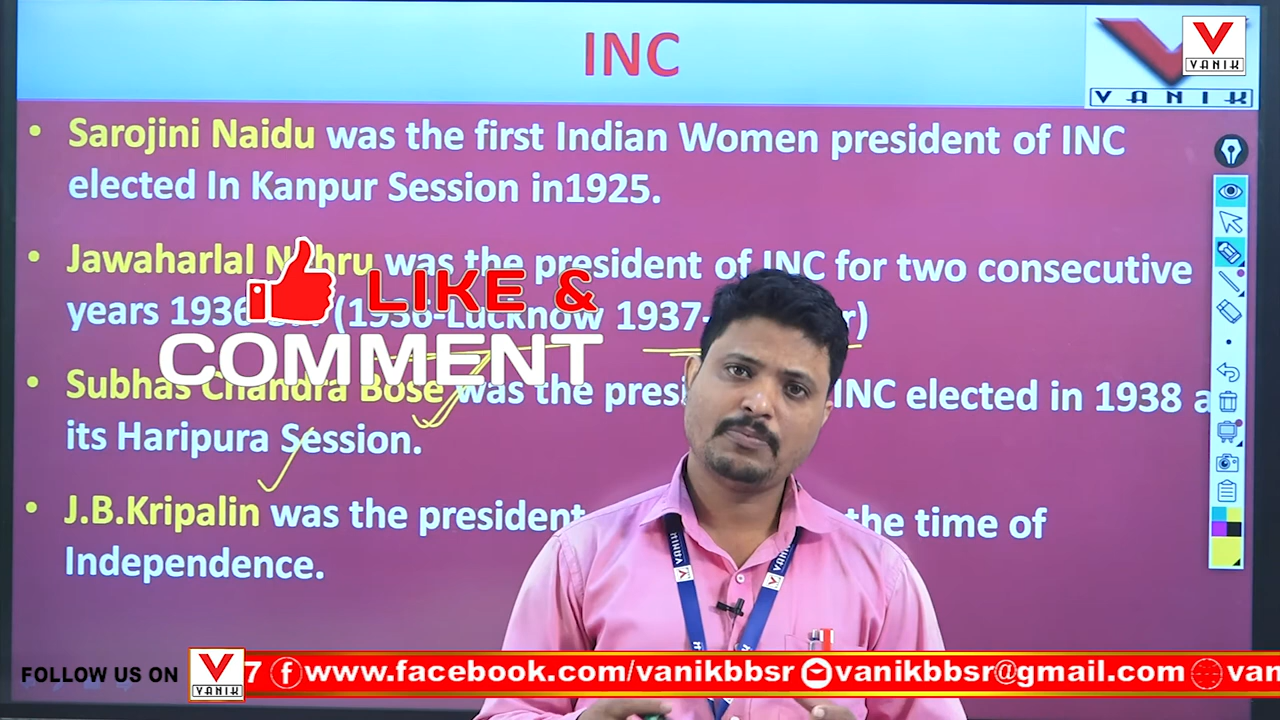 INC
VANIK
VANIK
• Sarojini Naidu was the first Indian Women president of INC
elected In Kanpur Session in1925.
• Jawaharlal Nehru was the president of INC for two consecutive
years 1936 (1936-Lucknow 1937-
LIKE &
COMMENT
• Subhas Chandra Bose was the INC elected in 1938
its Haripura Session.
• J.B.Kripalin was the president the time of
Independence.
FOLLOW US ON VANIK 7 www.facebook.com/vanikbbsr vanikbbsr@gmail.com